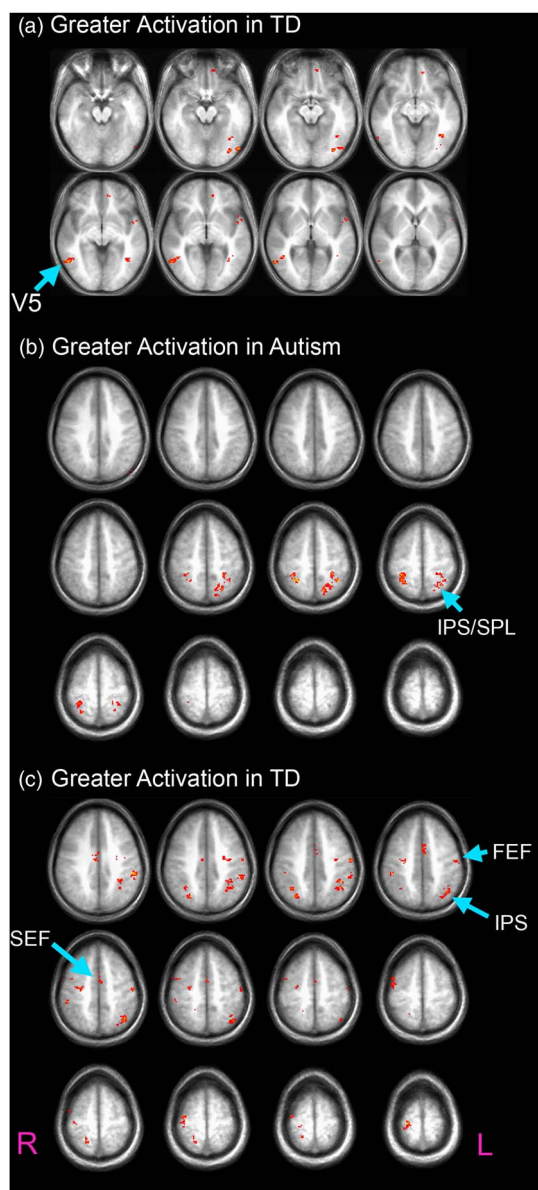 (a) Greater Activation in TD
V5
(b) Greater Activation in Autism
IPS/SPL
(c) Greater Activation in TD
FEF
IPS
SEF
R L